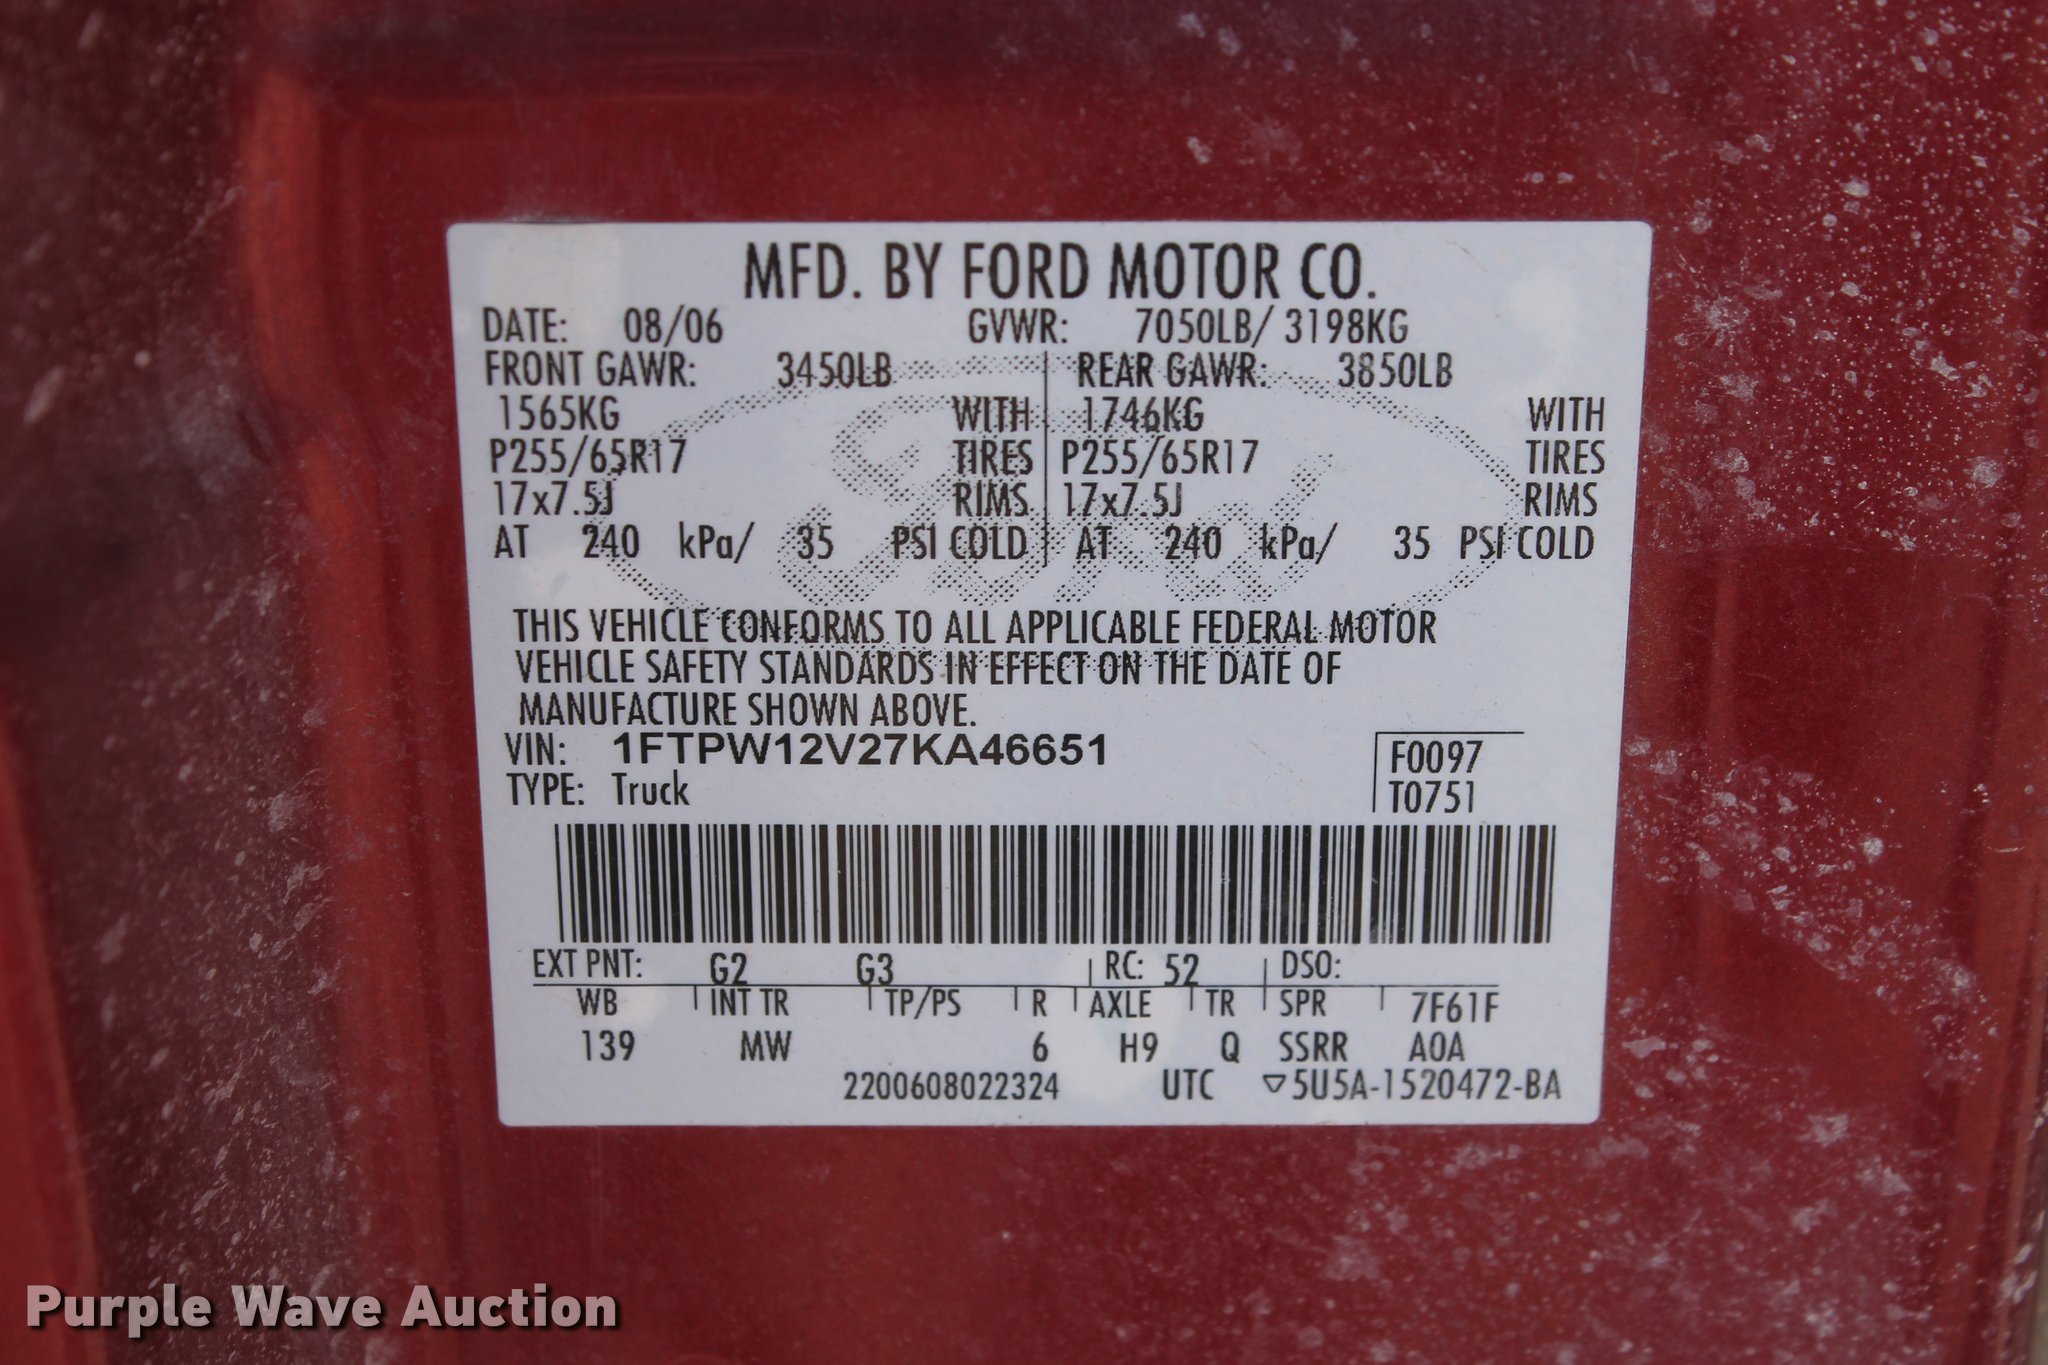 MFD. BY FORD MOTOR CO.
DATE: 08/06 GVWR: 7050LB/ 3198KG
FRONT GAWR: 3450LB REAR GAWR: 3850LB
1565KG WITH 1746KG WITH
P255/65R17 TIRES P255/65R17 TIRES
17x7.5J RIMS 17x7.5J RIMS
AT 240 kPa/ 35 PSI COLD AT 240 kPa/ 35 PSI COLD
Ford
THIS VEHICLE CONFORMS TO ALL APPLICABLE FEDERAL MOTOR
VEHICLE SAFETY STANDARDS IN EFFECT ON THE DATE OF
MANUFACTURE SHOWN ABOVE.
VIN: 1FTPW12V27KA46651 F0097
TYPE: Truck T0751
EXT PNT: G2 G3 RC: 52 DSO:
WB INT TR TP/PS R AXLE TR SPR 7F61F
139 MW 6 H9 Q SSRR A0A
2200608022324 UTC ▽5U5A-1520472-BA
Purple Wave Auction